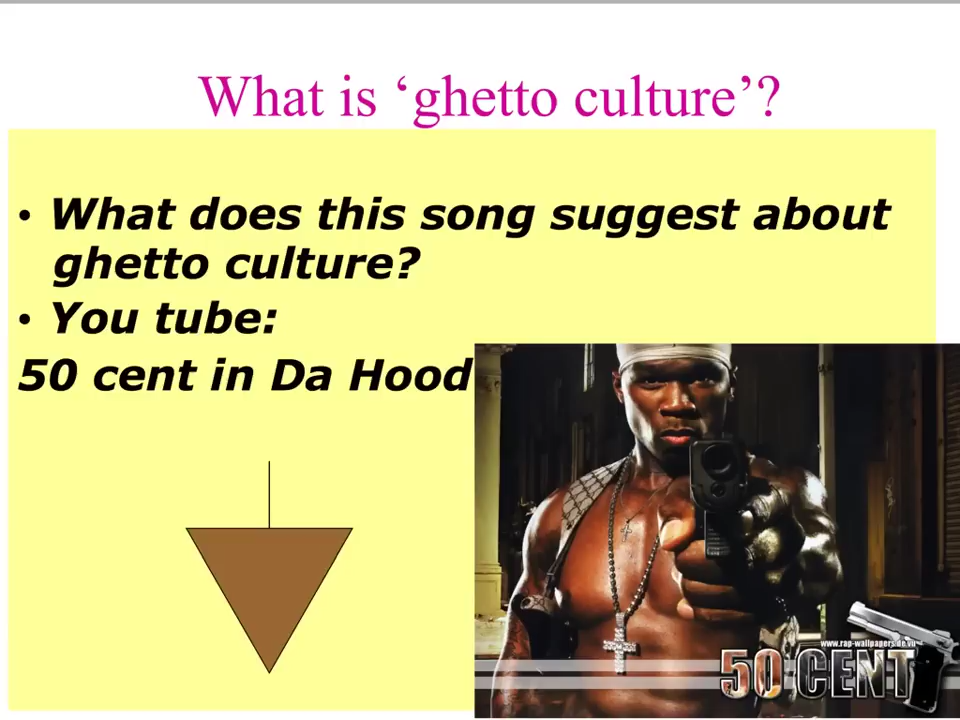 What is ‘ghetto culture’?
• What does this song suggest about
ghetto culture?
• You tube:
50 cent in Da Hood
www.rap-wallpapers.de.vu
50 CENT